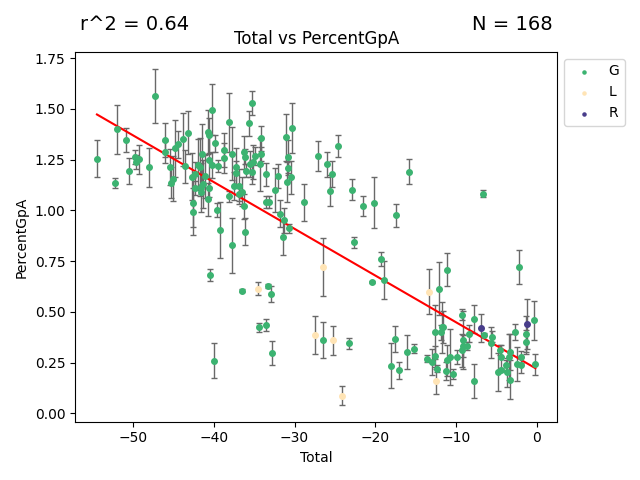 r^2 = 0.64
N = 168
Total vs PercentGpA
1.75
1.50
1.25
1.00
0.75
0.50
0.25
0.00
PercentGpA
−50
−40
−30
−20
−10
0
Total
G
L
R